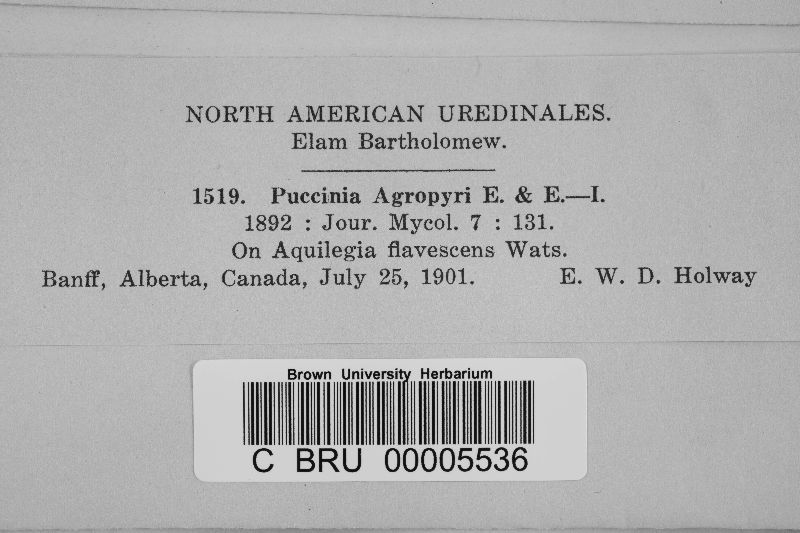 NORTH AMERICAN UREDINALES.
Elam Bartholomew.
1519. Puccinia Agropyri E. & E.—I.
1892 : Jour. Mycol. 7 : 131.
On Aquilegia flavescens Wats.
Banff, Alberta, Canada, July 25, 1901. E. W. D. Holway
Brown University Herbarium
C BRU 00005536